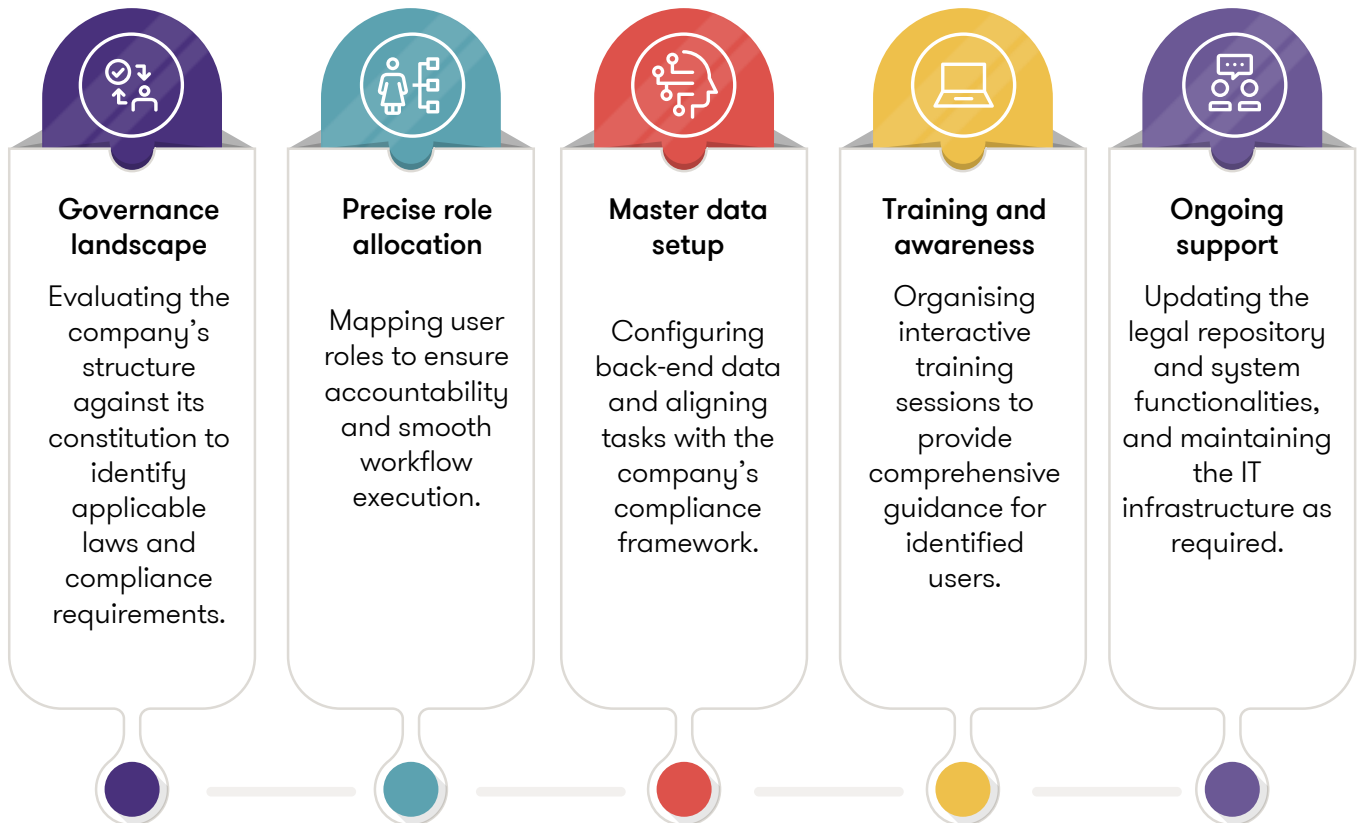 Governance
landscape
Evaluating the
company's
structure
against its
constitution to
identify
applicable
laws and
compliance
requirements.
Precise role
allocation
Mapping user
roles to ensure
accountability
and smooth
workflow
execution.
Master data
setup
Configuring
back-end data
and aligning
tasks with the
company's
compliance
framework.
Training and
awareness
Organising
interactive
training
sessions to
provide
comprehensive
guidance for
identified
users.
Ongoing
support
Updating the
legal repository
and system
functionalities,
and maintaining
the IT
infrastructure as
required.